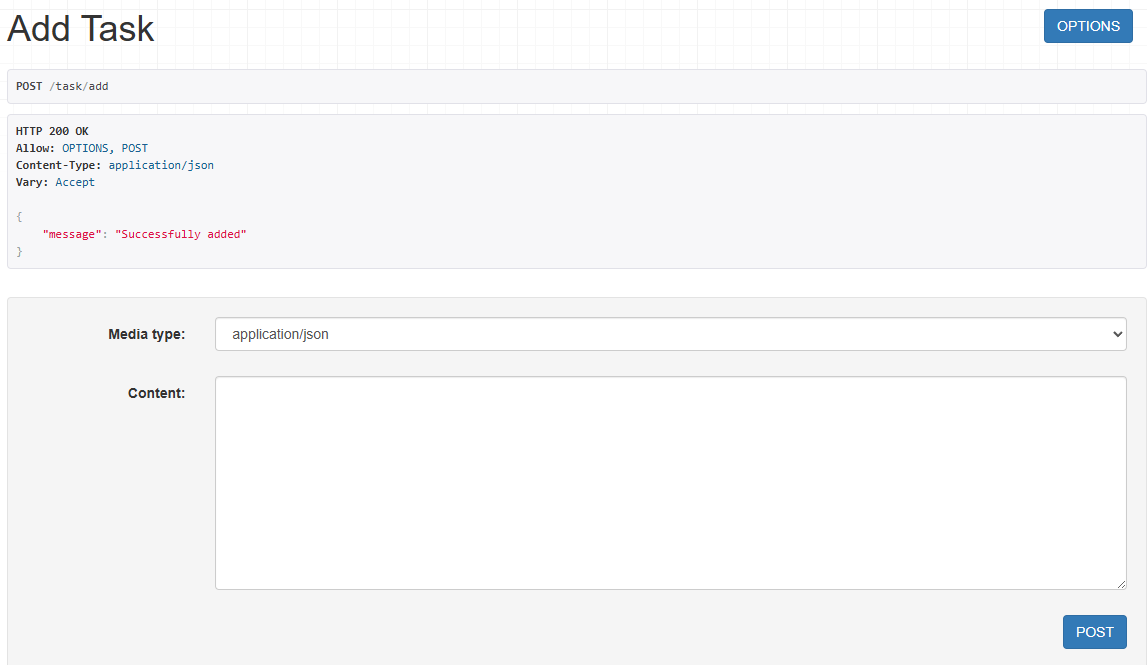 Add Task
OPTIONS
POST /task/add
HTTP 200 OK
Allow: OPTIONS, POST
Content-Type: application/json
Vary: Accept
{
"message": "Successfully added"
}
Media type: application/json
Content:
POST